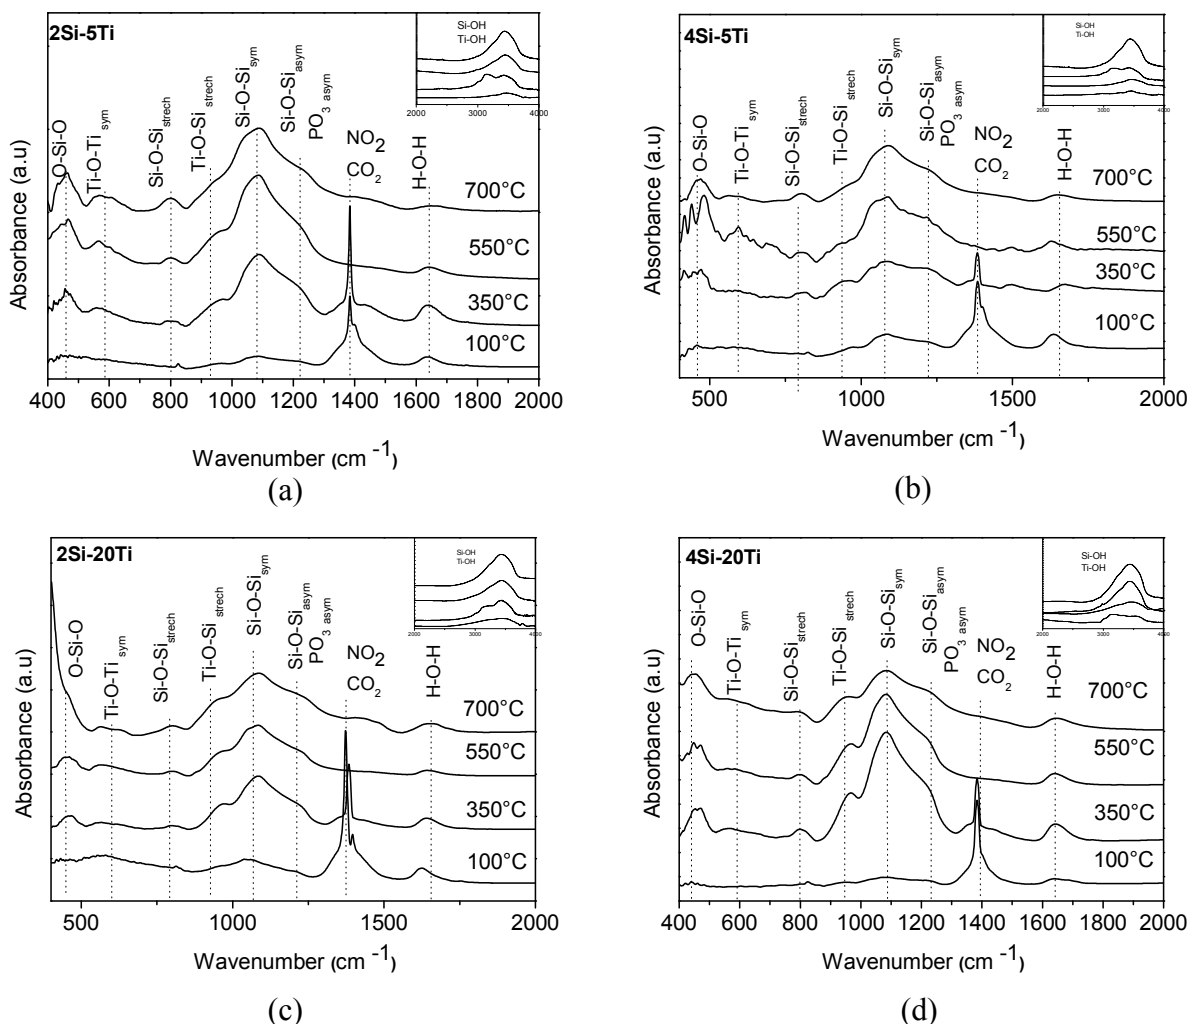 2Si-5Ti
Absorbance (a.u)
O-Si-O
Ti-O-Ti sym
Si-O-Si strech
Ti-O-Si strech
Si-O-Si sym
Si-O-Si asym
PO3 asym
NO2
CO2
H-O-H
Si-OH
Ti-OH
2000 3000 4000
700°C
550°C
350°C
100°C
400 600 800 1000 1200 1400 1600 1800 2000
Wavenumber (cm -1)
(a)
4Si-5Ti
Absorbance (a.u)
O-Si-O
Ti-O-Ti sym
Si-O-Si strech
Ti-O-Si strech
Si-O-Si sym
Si-O-Si asym
PO3 asym
NO2
CO2
H-O-H
Si-OH
Ti-OH
2000 3000 4000
700°C
550°C
350°C
100°C
500 1000 1500 2000
Wavenumber (cm -1)
(b)
2Si-20Ti
Absorbance (a.u)
O-Si-O
Ti-O-Ti sym
Si-O-Si strech
Ti-O-Si strech
Si-O-Si sym
Si-O-Si asym
PO3 asym
NO2
CO2
H-O-H
Si-OH
Ti-OH
2000 3000 4000
700°C
550°C
350°C
100°C
500 1000 1500 2000
Wavenumber (cm -1)
(c)
4Si-20Ti
Absorbance (a.u)
O-Si-O
Ti-O-Ti sym
Si-O-Si strech
Ti-O-Si strech
Si-O-Si sym
Si-O-Si asym
PO3 asym
NO2
CO2
H-O-H
Si-OH
Ti-OH
2000 3000 4000
700°C
550°C
350°C
100°C
400 600 800 1000 1200 1400 1600 1800 2000
Wavenumber (cm -1)
(d)